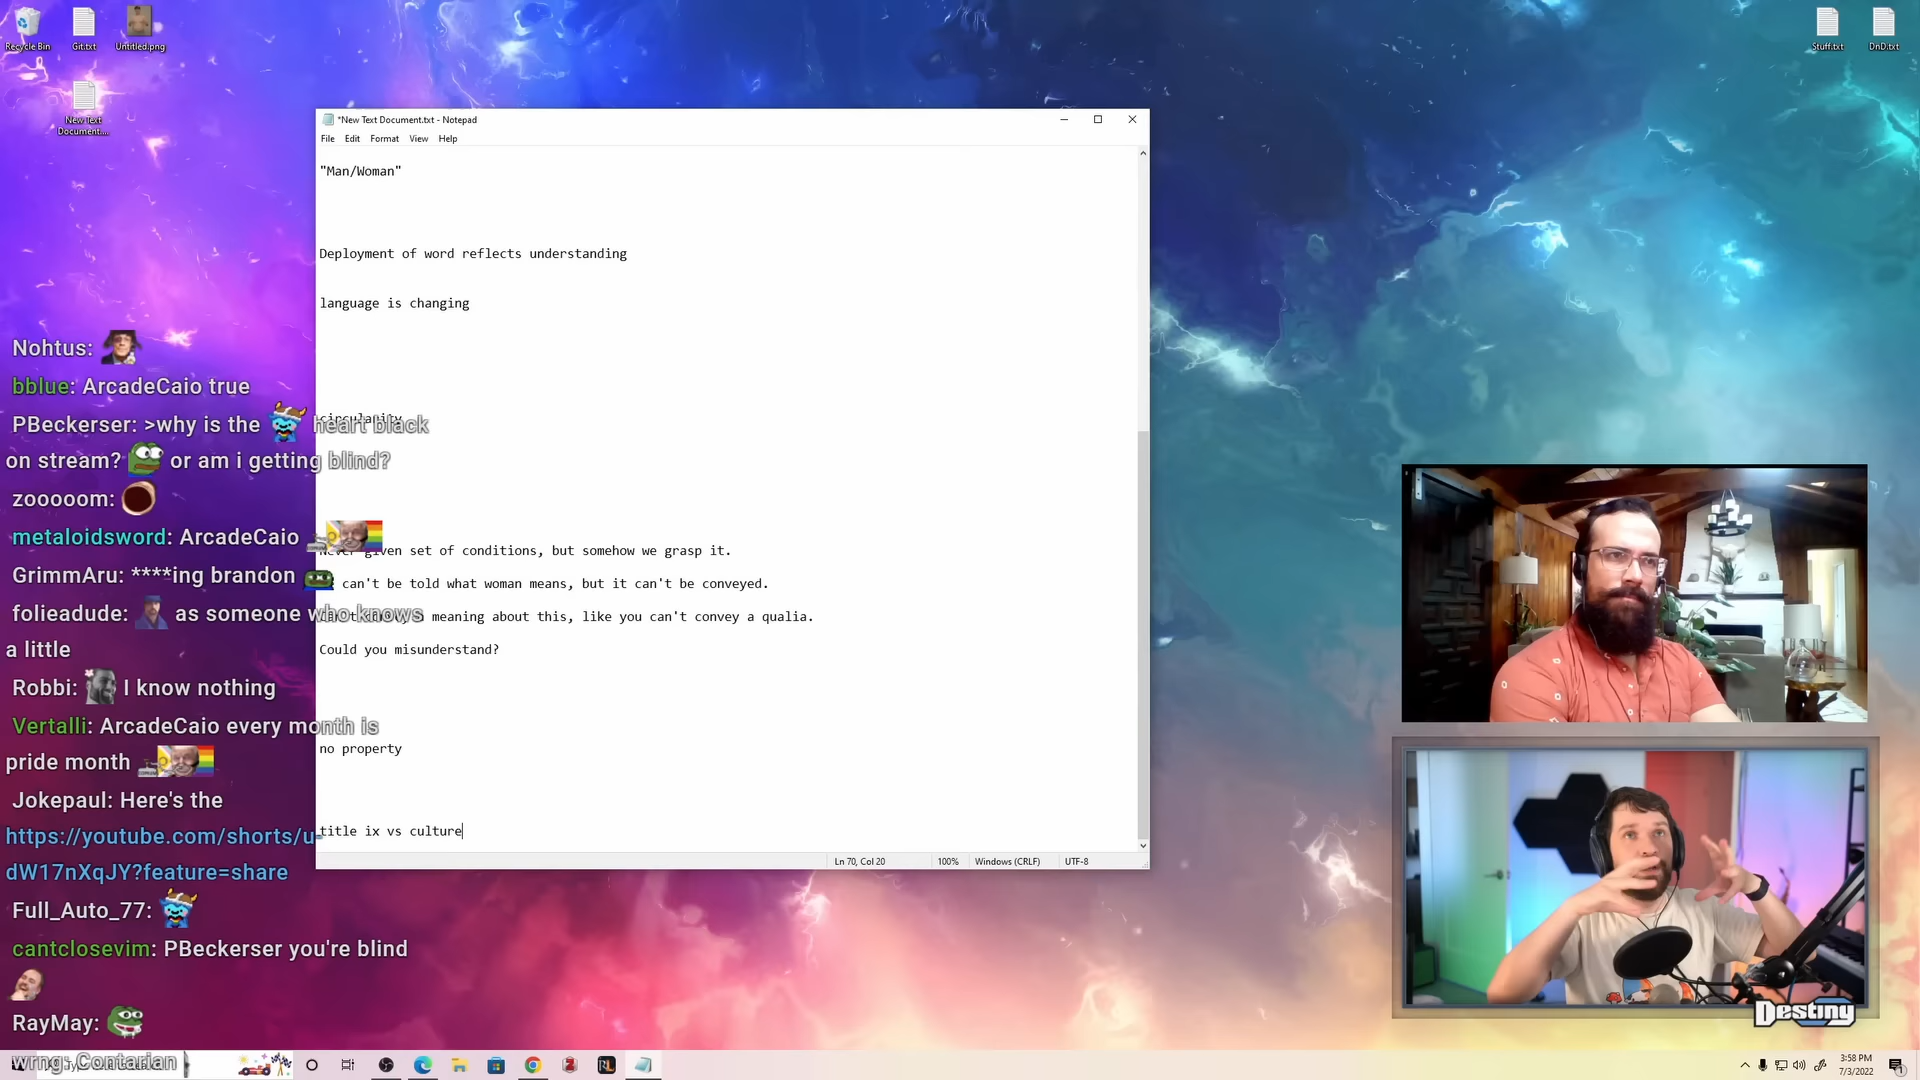 Recycle Bin
Git.txt
Untitled.png
New Text
Document....
Stuff.txt
DnD.txt
*New Text Document.txt - Notepad
File Edit Format View Help
"Man/Woman"
Deployment of word reflects understanding
language is changing
circularity
Never given set of conditions, but somehow we grasp it.
can't be told what woman means, but it can't be conveyed.
meaning about this, like you can't convey a qualia.
Could you misunderstand?
no property
title ix vs culture
Ln 70, Col 20 100% Windows (CRLF) UTF-8
Nohtus:
bblue: ArcadeCaio true
PBeckerser: >why is the heart black
on stream? or am i getting blind?
zooooom:
metaloidsword: ArcadeCaio
GrimmAru: ****ing brandon
folieadude: as someone who knows
a little
Robbi: I know nothing
Vertalli: ArcadeCaio every month is
pride month
Jokepaul: Here's the
https://youtube.com/shorts/u-
dW17nXqJY?feature=share
Full_Auto_77:
cantclosevim: PBeckerser you're blind
RayMay:
wrng: Contarian
Destiny
3:58 PM
7/3/2022